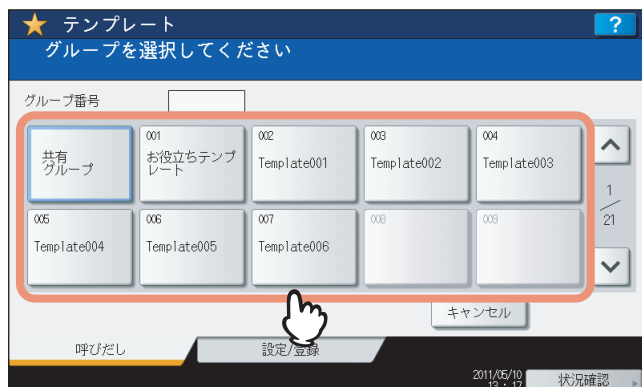 テンプレート
?
グループを選択してください
グループ番号
共有
グループ
001
お役立ちテンプ
レート
002
Template001
003
Template002
004
Template003
1
21
005
Template004
006
Template005
007
Template006
008
009
キャンセル
呼びだし
設定/登録
2011/05/10
13 : 17
状況確認